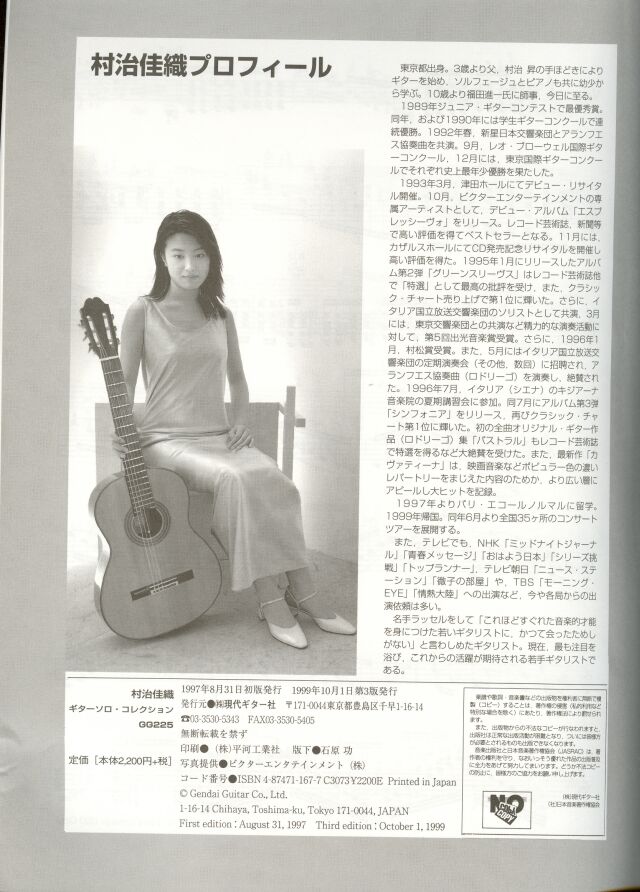 村治佳織プロフィール
東京都出身。3歳より父、村治 昇の手ほどきにより
ギターを始め、ソルフェージュとピアノも共に幼少か
ら学ぶ。10歳より福田進一氏に師事、今日に至る。
1989年ジュニア・ギターコンテストで最優秀賞。
同年、および1990年には学生ギターコンクールで連
続優勝。1992年春、新星日本交響楽団とアランフエ
ス協奏曲を共演。9月、レオ・ブローウェル国際ギタ
ーコンクール、12月には、東京国際ギターコンクー
ルでそれぞれ史上最年少優勝を果たした。
1993年3月、津田ホールにてデビュー・リサイタ
ル開催。10月、ビクターエンターテインメントの専
属アーティストとして、デビュー・アルバム「エスプ
レッシーヴォ」をリリース。レコード芸術誌、新聞等
で高い評価を得てベストセラーとなる。11月には、
カザルスホールにてCD発売記念リサイタルを開催し
高い評価を得た。1995年1月にリリースしたアルバ
ム第2弾「グリーンスリーヴス」はレコード芸術誌他
で「特選」として最高の批評を受け、また、クラシッ
ク・チャート売り上げで第1位に輝いた。さらに、イ
タリア国立放送交響楽団のソリストとして共演、3月
には、東京交響楽団との共演など精力的な演奏活動に
対して、第5回出光音楽賞受賞。さらに、1996年1
月、村松賞受賞。また、5月にはイタリア国立放送交
響楽団の定期演奏会（その他、数回）に招聘され、ア
ランフエス協奏曲（ロドリーゴ）を演奏し、絶賛され
た。1996年7月、イタリア（シエナ）のキジアーナ
音楽院の夏期講習会に参加。同7月にアルバム第3弾
「シンフォニア」をリリース、再びクラシック・チャ
ート第1位に輝いた。初の全曲オリジナル・ギター作
品（ロドリーゴ）集「パストラル」もレコード芸術誌
で特選を得るなど大絶賛を受けた。また、最新作「カ
ヴァティーナ」は、映画音楽などポピュラー色の濃い
レパートリーをまじえた内容のためか、より広い層に
アピールし大ヒットを記録。
1997年よりパリ・エコールノルマルに留学。
1999年帰国。同年6月より全国35ヶ所のコンサート
ツアーを展開する。
また、テレビでも、NHK「ミッドナイトジャーナ
ル」「青春メッセージ」「おはよう日本」「シリーズ挑
戦」「トップランナー」、テレビ朝日「ニュース・ステ
ーション」「徹子の部屋」や、TBS「モーニング・
EYE」「情熱大陸」への出演など、今や各局からの出
演依頼は多い。
名手ラッセルをして「これほどすぐれた音楽的才能
を身につけた若いギタリストに、かつて会ったためし
がない」と言わしめたギタリスト。現在、最も注目を
浴び、これからの活躍が期待される若手ギタリストで
ある。
村治佳織
ギターソロ・コレクション
GG225
定価［本体2,200円+税］
1997年8月31日初版発行　1999年10月1日第3版発行
発行元●㈱現代ギター社　〒171-0044東京都豊島区千早1-16-14
☎03-3530-5343　FAX03-3530-5405
無断転載を禁ず
印刷●（株）平河工業社　版下●石原 功
写真提供●ビクターエンタテインメント（株）
コード番号●ISBN 4-87471-167-7 C3073 ¥2200E Printed in Japan
© Gendai Guitar Co., Ltd.
1-16-14 Chihaya, Toshima-ku, Tokyo 171-0044, JAPAN
First edition : August 31, 1997　Third edition : October 1, 1999
楽譜や歌詞・音楽書などの出版物を権利者に無断で複
製（コピー）することは、著作権の侵害（私的利用など
特別な場合を除く）にあたり、著作権法により罰せられ
ます。
出版物からの不法なコピーが行なわれますと、
出版社は正常な出版活動が困難となり、ついには皆様方
が必要とされるものも出版できなくなります。
音楽出版社と日本音楽著作権協会（JASRAC）は、著
作者の権利を守り、なおいっそう優れた作品の出版普及
に全力をあげて努力してまいります。どうか不法コピー
の防止に、皆様方のご協力をお願い申し上げます。
㈱現代ギター社
㈳日本音楽著作権協会
NO COPY